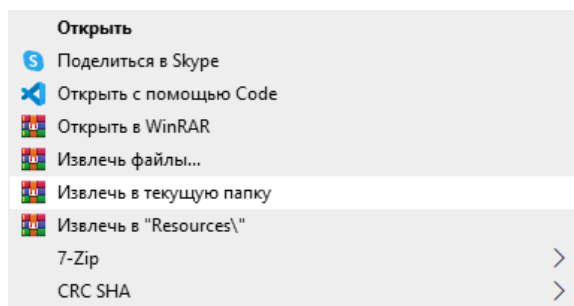 Открыть
Поделиться в Skype
Открыть с помощью Code
Открыть в WinRAR
Извлечь файлы...
Извлечь в текущую папку
Извлечь в "Resources\"
7-Zip
CRC SHA